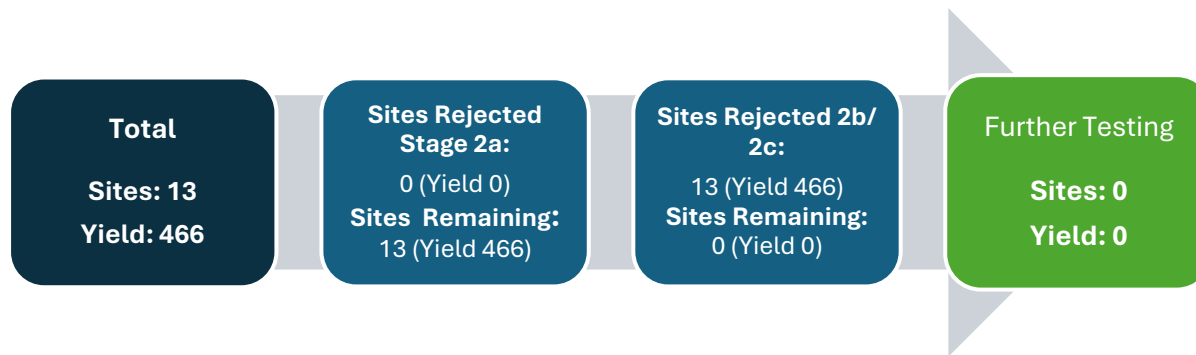 Total
Sites: 13
Yield: 466
Sites Rejected
Stage 2a:
0 (Yield 0)
Sites Remaining:
13 (Yield 466)
Sites Rejected 2b/
2c:
13 (Yield 466)
Sites Remaining:
0 (Yield 0)
Further Testing
Sites: 0
Yield: 0